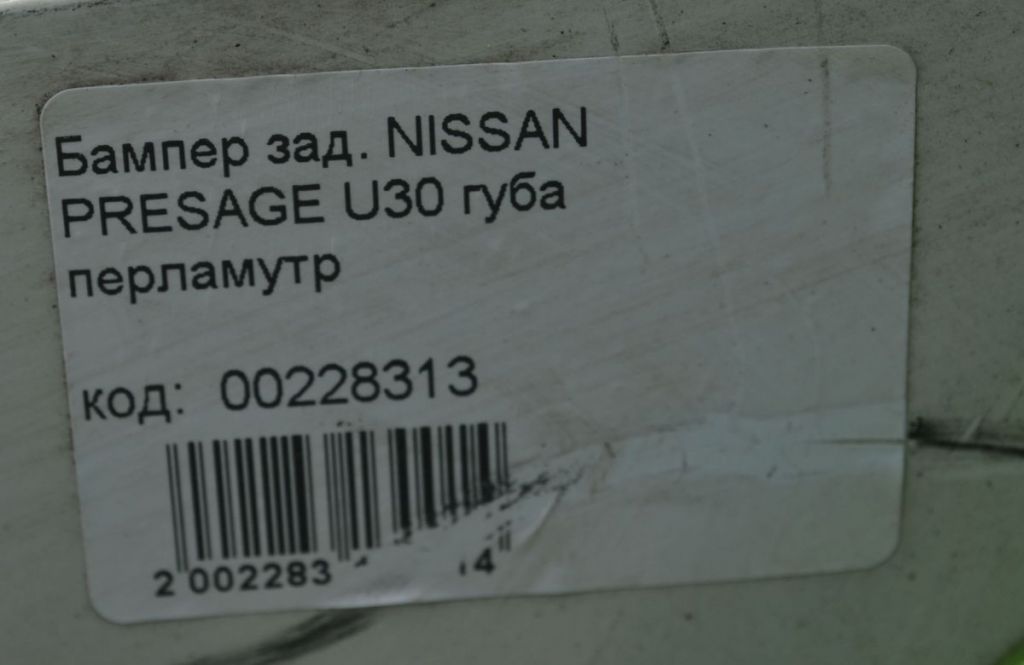 Бампер зад. NISSAN
PRESAGE U30 губа
перламутр
код: 00228313
2 002283